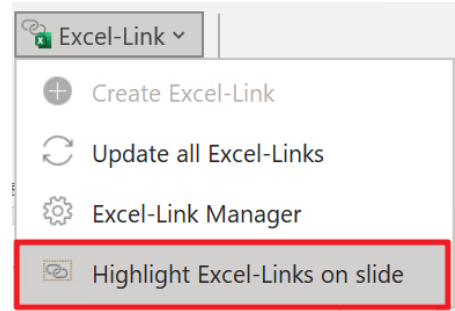 Excel-Link
Create Excel-Link
Update all Excel-Links
Excel-Link Manager
Highlight Excel-Links on slide